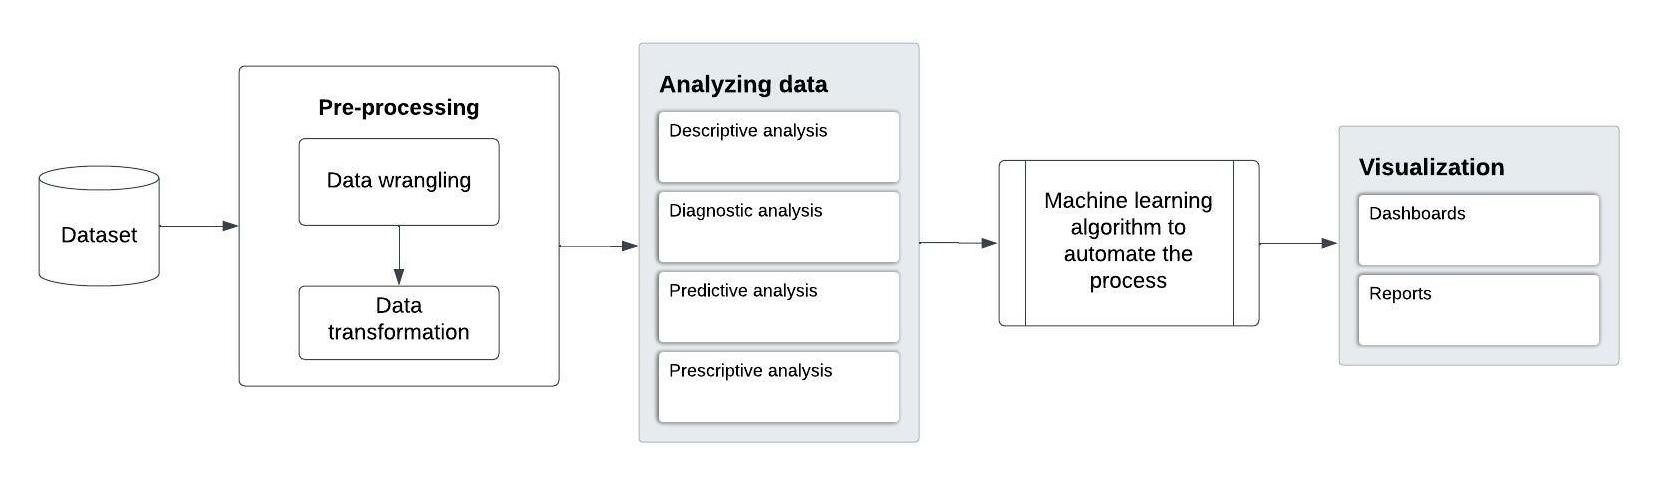 Dataset
Pre-processing
Data wrangling
Data
transformation
Analyzing data
Descriptive analysis
Diagnostic analysis
Predictive analysis
Prescriptive analysis
Machine learning
algorithm to
automate the
process
Visualization
Dashboards
Reports